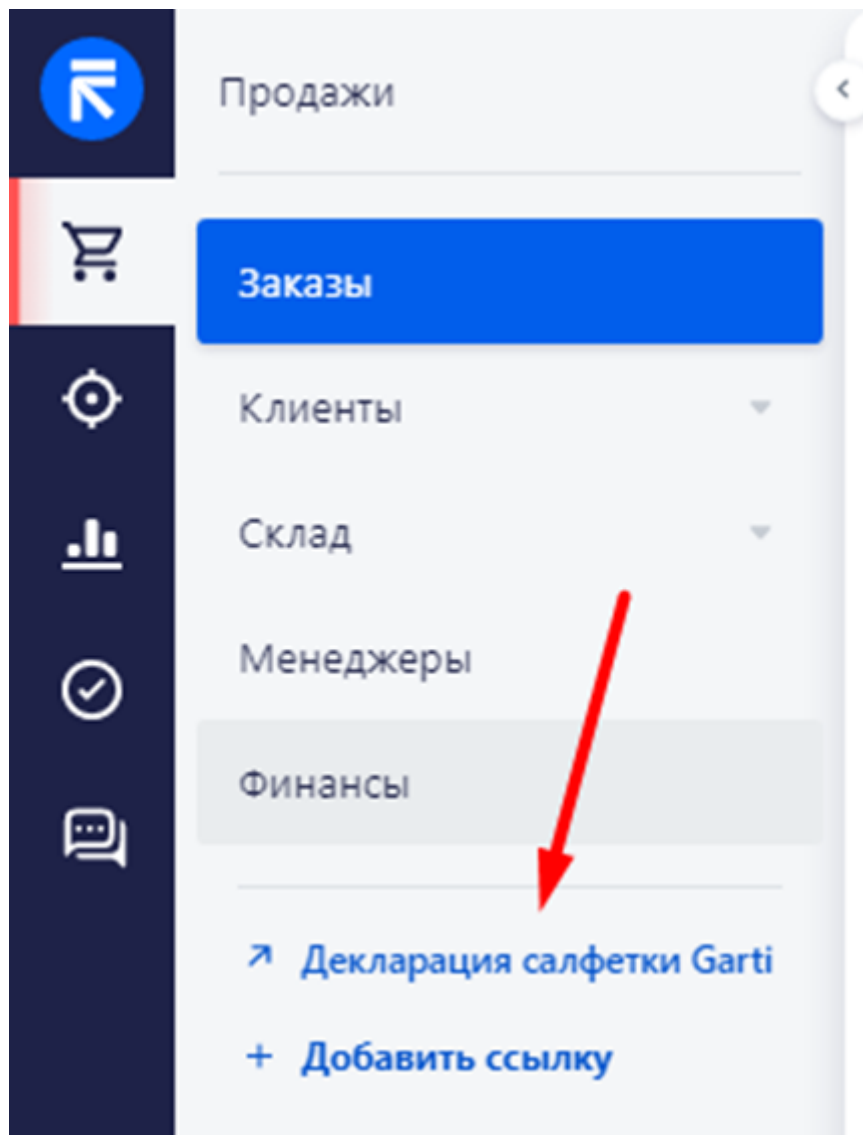 Продажи
Заказы
Клиенты
Склад
Менеджеры
Финансы
Декларация салфетки Garti
+ Добавить ссылку